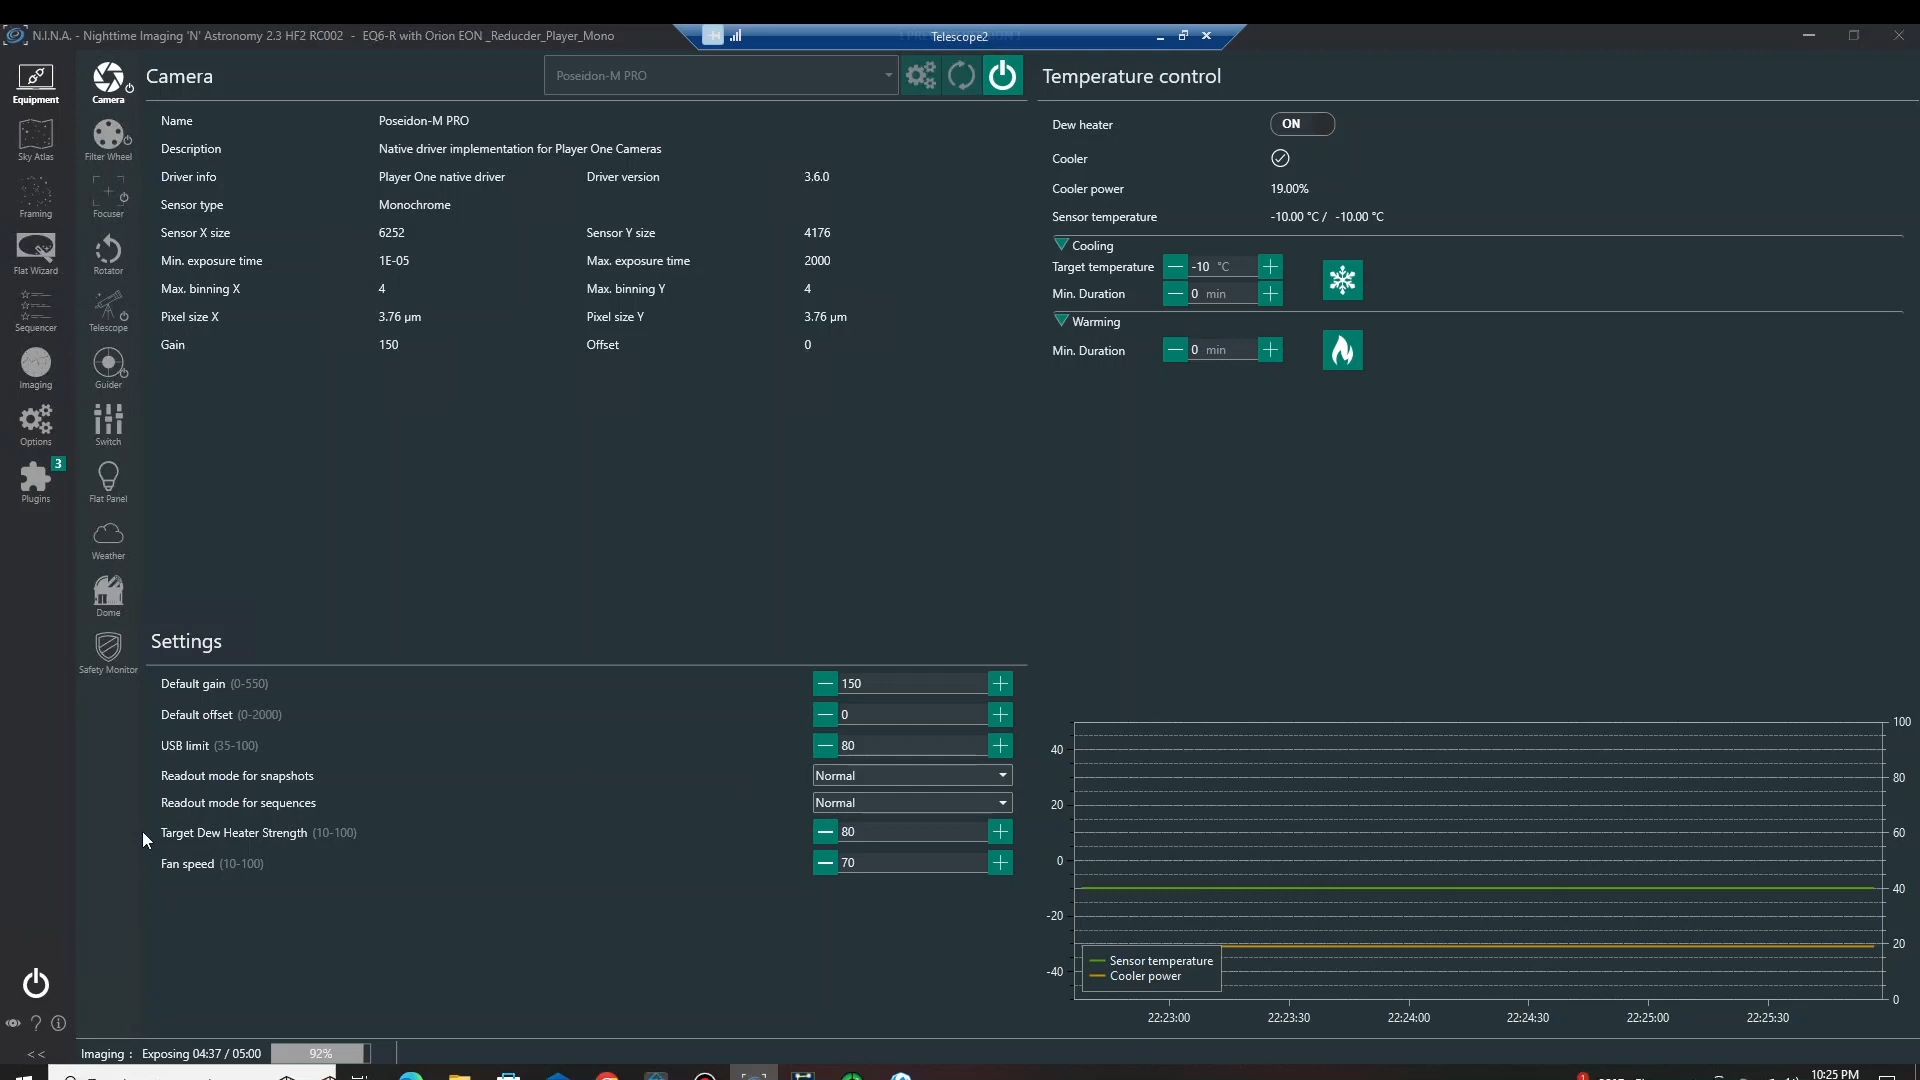 N.I.N.A. - Nighttime Imaging 'N' Astronomy 2.3 HF2 RC002 - EQ6-R with Orion EON _Reducder_Player_Mono
Telescope2
Equipment
Sky Atlas
Framing
Flat Wizard
Sequencer
Imaging
Options
3
Plugins
Camera
Filter Wheel
Focuser
Rotator
Telescope
Guider
Switch
Flat Panel
Weather
Dome
Safety Monitor
Camera
Poseidon-M PRO
Name Poseidon-M PRO
Description Native driver implementation for Player One Cameras
Driver info Player One native driver Driver version 3.6.0
Sensor type Monochrome
Sensor X size 6252 Sensor Y size 4176
Min. exposure time 1E-05 Max. exposure time 2000
Max. binning X 4 Max. binning Y 4
Pixel size X 3.76 µm Pixel size Y 3.76 µm
Gain 150 Offset 0
Temperature control
Dew heater ON
Cooler
Cooler power 19.00%
Sensor temperature -10.00 °C / -10.00 °C
Cooling
Target temperature -10 °C
Min. Duration 0 min
Warming
Min. Duration 0 min
Settings
Default gain (0-550) 150
Default offset (0-2000) 0
USB limit (35-100) 80
Readout mode for snapshots Normal
Readout mode for sequences Normal
Target Dew Heater Strength (10-100) 80
Fan speed (10-100) 70
40
20
0
-20
-40
100
80
60
40
20
0
Sensor temperature
Cooler power
22:23:00 22:23:30 22:24:00 22:24:30 22:25:00 22:25:30
<< Imaging : Exposing 04:37 / 05:00 92%
10:25 PM